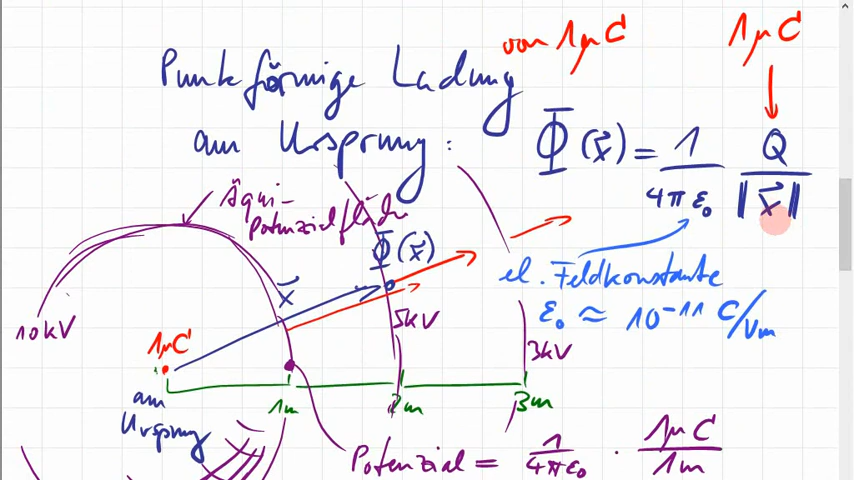 von 1µC
1µC
Punktförmige Ladung
am Ursprung:
Φ(x⃗) = 1/(4πε₀) Q/‖x⃗‖
Äqui-
potenzialfläche
Φ(x⃗)
x⃗
el. Feldkonstante
ε₀ ≈ 10⁻¹¹ C/Vm
10kV
5kV
3kV
1µC
am
Ursprung
1m
2m
3m
Potenzial = 1/(4πε₀) · 1µC/1m